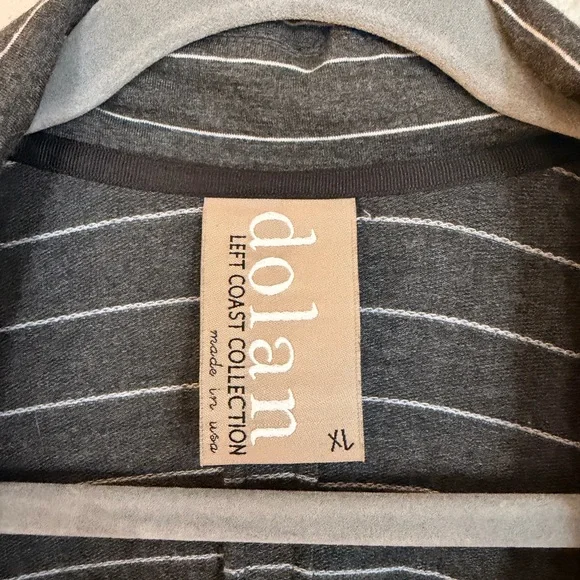 dolan
LEFT COAST COLLECTION
made in usa
XL